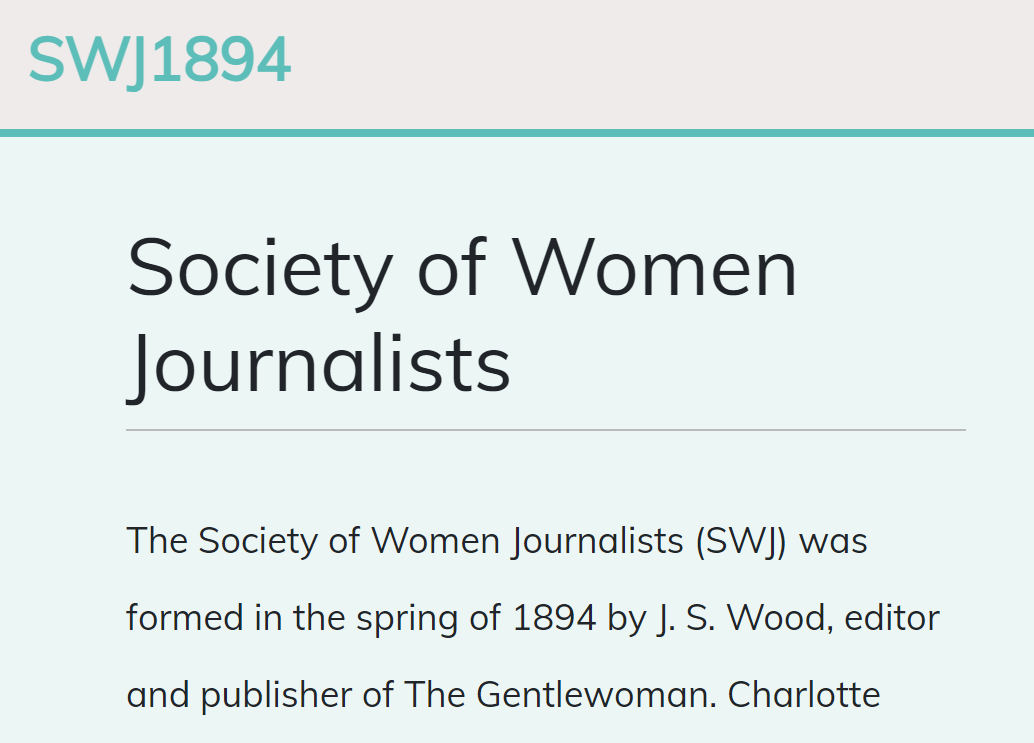 SWJ1894
Society of Women
Journalists
The Society of Women Journalists (SWJ) was
formed in the spring of 1894 by J. S. Wood, editor
and publisher of The Gentlewoman. Charlotte